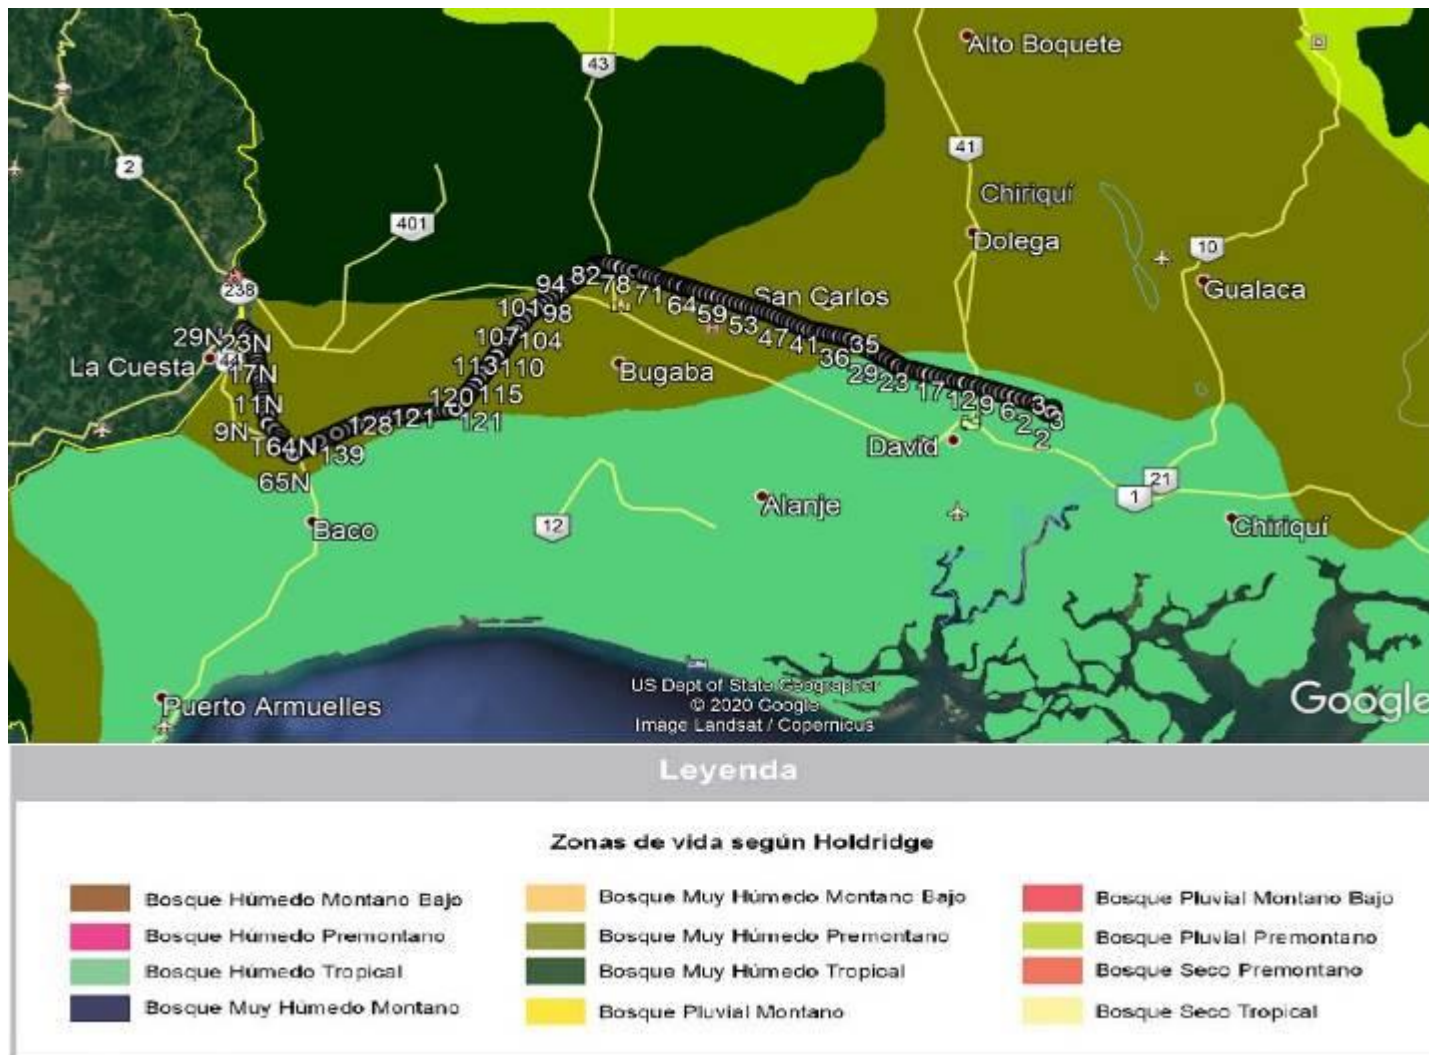 Alto Boquete
43
2
41
Chiriquí
401
Dolega
10
Gualaca
238
94
82
78
71
San Carlos
101
98
64
59
53
29N
23N
107
104
47
41
35
La Cuesta
17N
113
110
Bugaba
36
29
23
11N
120
115
17
12
9
6
3
9N
128
121
121
2
3
T64N
139
David
2
65N
21
1
Alanje
12
Baco
Chiriquí
Puerto Armuelles
US Dept of State Geographer
© 2020 Google
Image Landsat / Copernicus
Google
Leyenda
Zonas de vida según Holdridge
Bosque Húmedo Montano Bajo
Bosque Muy Húmedo Montano Bajo
Bosque Pluvial Montano Bajo
Bosque Húmedo Premontano
Bosque Muy Húmedo Premontano
Bosque Pluvial Premontano
Bosque Húmedo Tropical
Bosque Muy Húmedo Tropical
Bosque Seco Premontano
Bosque Muy Húmedo Montano
Bosque Pluvial Montano
Bosque Seco Tropical